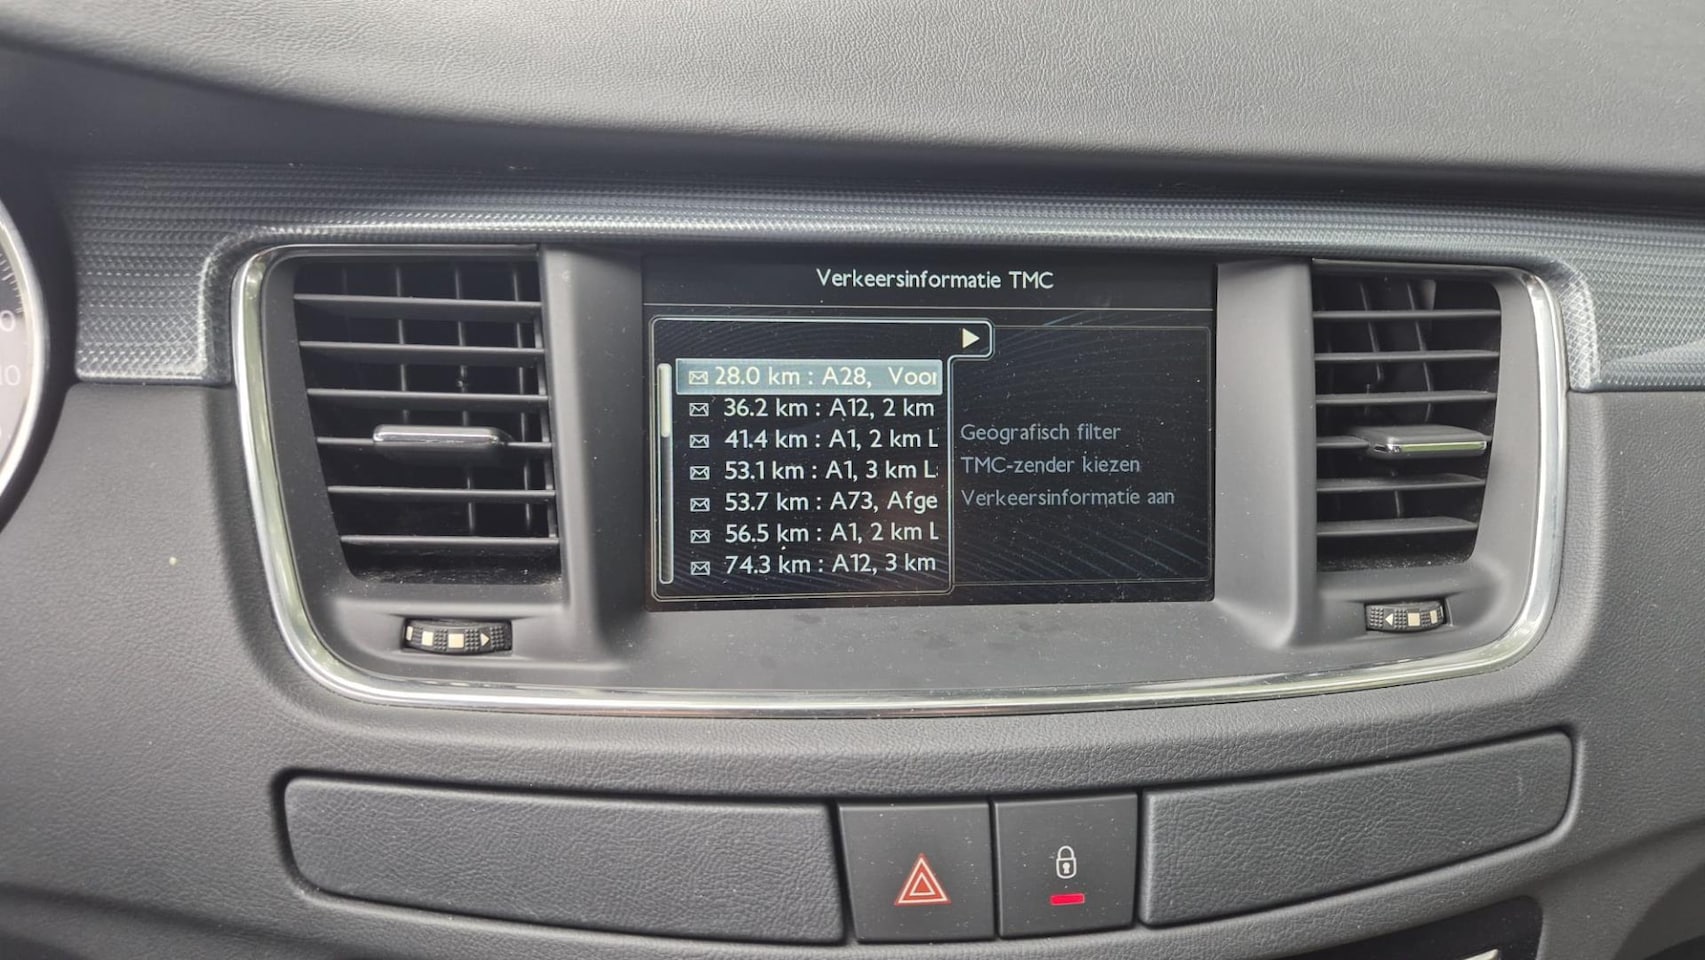 Verkeersinformatie TMC
28.0 km : A28, Voor
36.2 km : A12, 2 km
41.4 km : A1, 2 km L
53.1 km : A1, 3 km L
53.7 km : A73, Afge
56.5 km : A1, 2 km L
74.3 km : A12, 3 km
Geografisch filter
TMC-zender kiezen
Verkeersinformatie aan